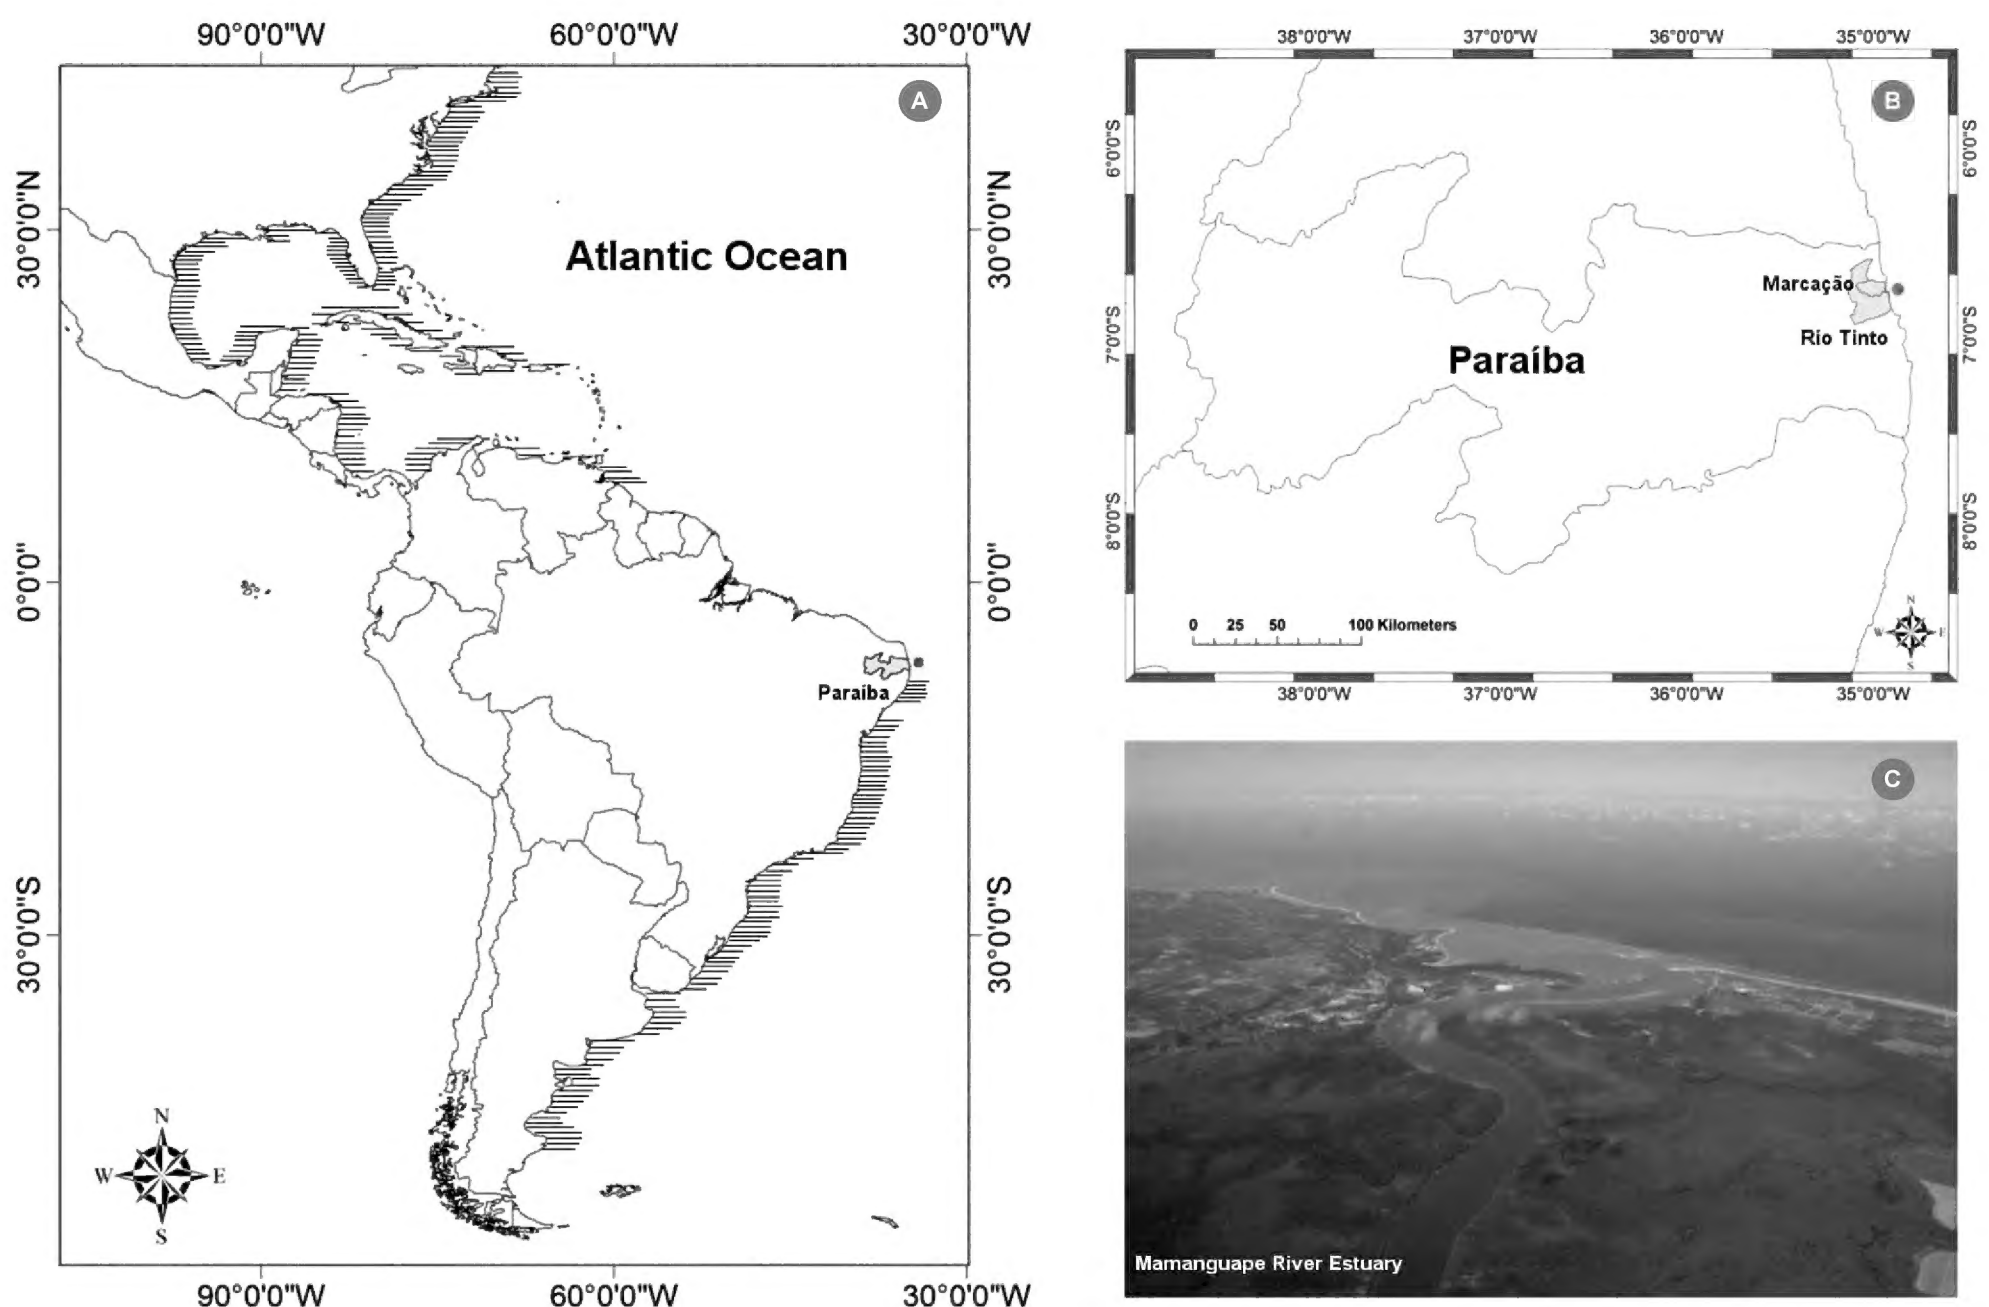 90°0'0"W 60°0'0"W 30°0'0"W
A
30°0'0"N 30°0'0"N
Atlantic Ocean
0°0'0" 0°0'0"
Paraíba
30°0'0"S 30°0'0"S
N
W E
S
90°0'0"W 60°0'0"W 30°0'0"W
38°0'0"W 37°0'0"W 36°0'0"W 35°0'0"W
B
6°0'0"S 6°0'0"S
Marcação
Rio Tinto
7°0'0"S 7°0'0"S
Paraíba
8°0'0"S 8°0'0"S
N
0 25 50 100 Kilometers
W E
S
38°0'0"W 37°0'0"W 36°0'0"W 35°0'0"W
C
Mamanguape River Estuary